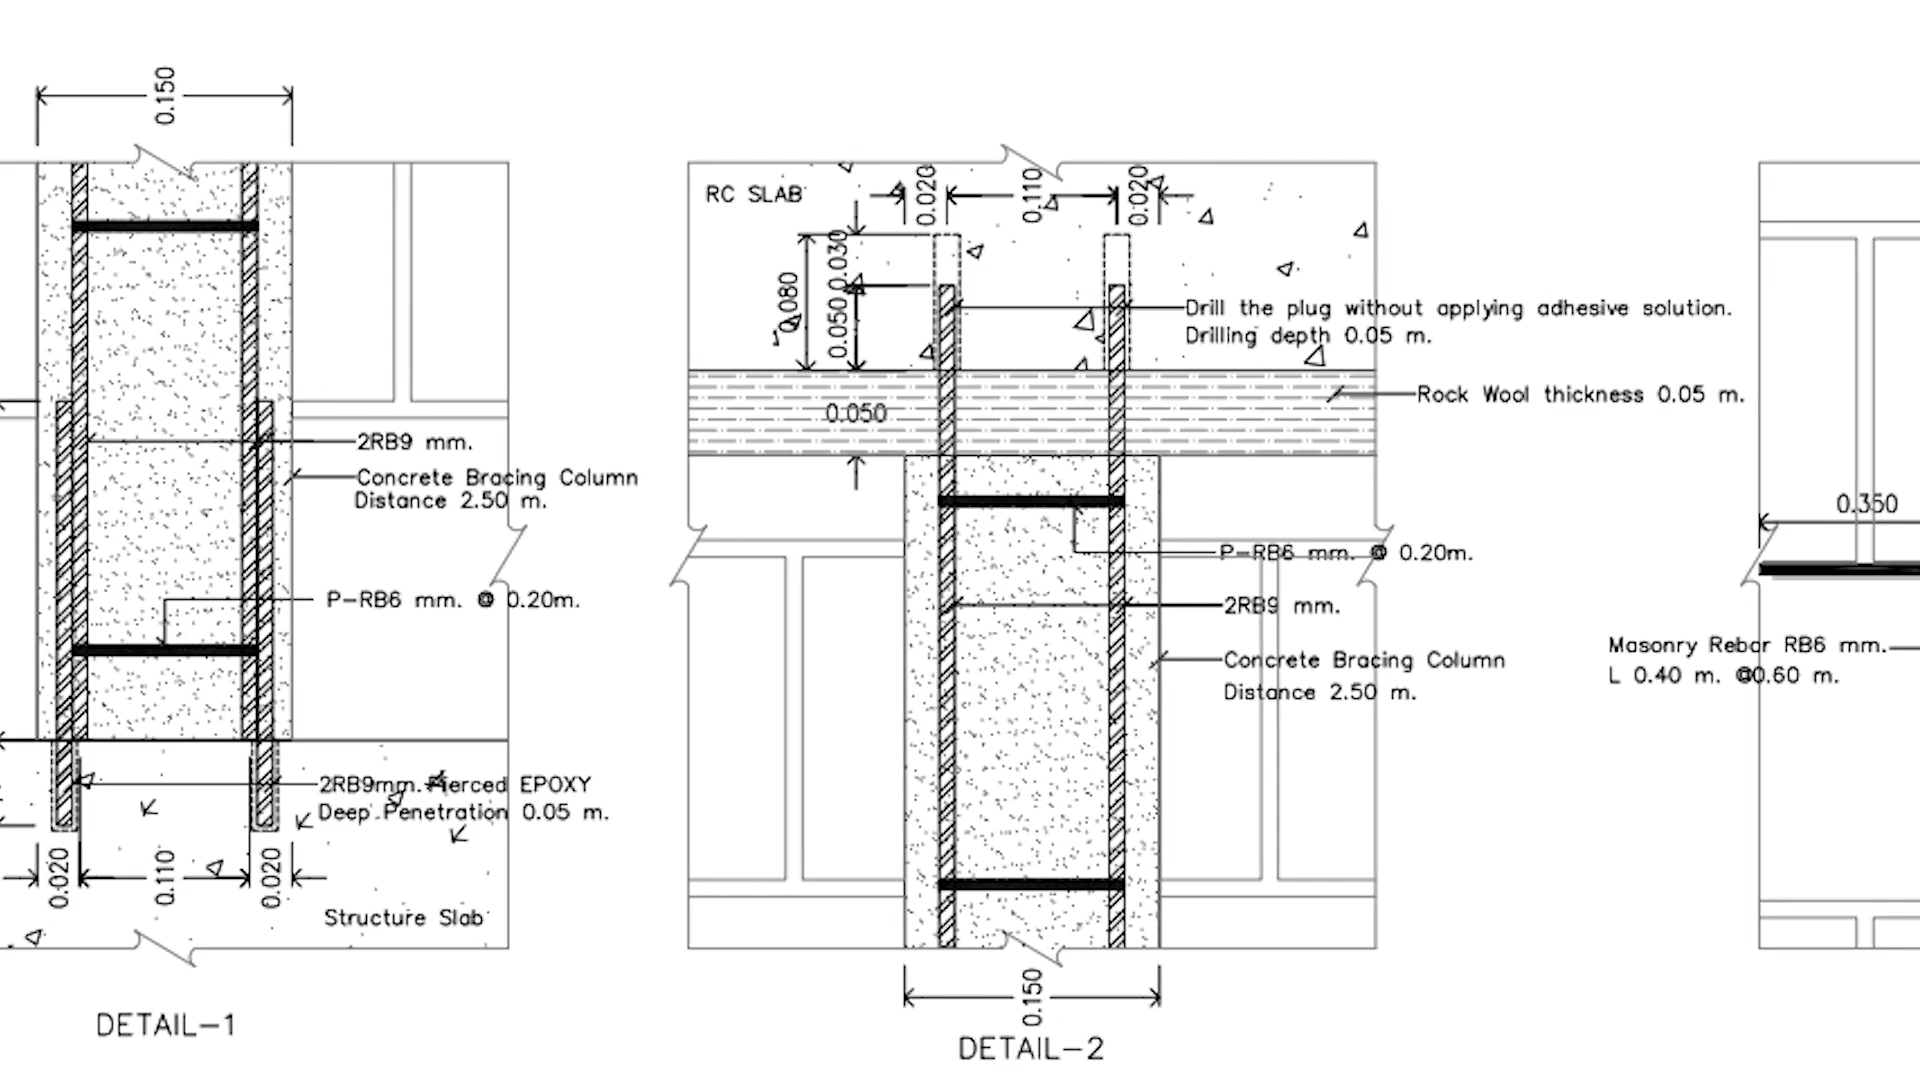 0.150
2RB9 mm.
Concrete Bracing Column
Distance 2.50 m.
P-RB6 mm. @ 0.20m.
2RB9mm. Pierced EPOXY
Deep Penetration 0.05 m.
0.020
0.110
0.020
Structure Slab
DETAIL-1
RC SLAB
0.020
0.110
0.020
0.080
0.030
0.050
Drill the plug without applying adhesive solution.
Drilling depth 0.05 m.
Rock Wool thickness 0.05 m.
0.050
P-RB6 mm. @ 0.20m.
2RB9 mm.
Concrete Bracing Column
Distance 2.50 m.
0.150
DETAIL-2
0.350
Masonry Rebar RB6 mm.
L 0.40 m. @0.60 m.